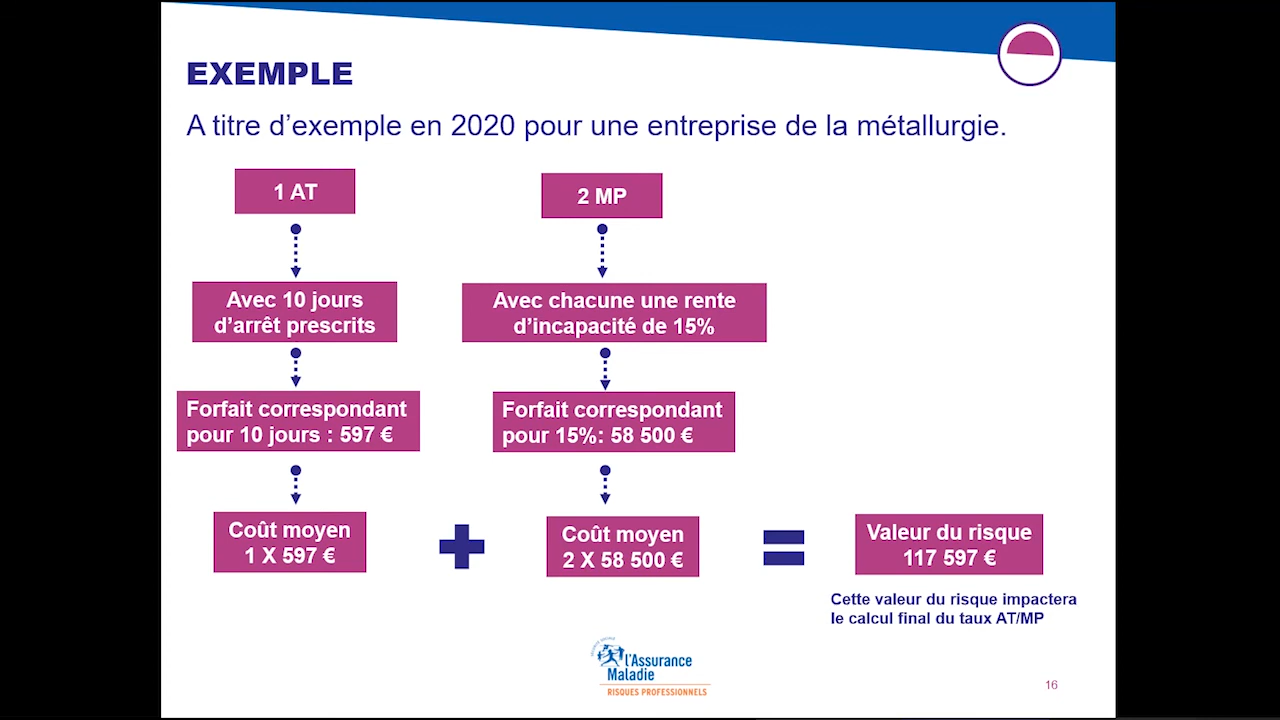 EXEMPLE
A titre d’exemple en 2020 pour une entreprise de la métallurgie.
1 AT
2 MP
Avec 10 jours
d’arrêt prescrits
Avec chacune une rente
d’incapacité de 15%
Forfait correspondant
pour 10 jours : 597 €
Forfait correspondant
pour 15%: 58 500 €
Coût moyen
1 X 597 €
+
Coût moyen
2 X 58 500 €
=
Valeur du risque
117 597 €
Cette valeur du risque impactera
le calcul final du taux AT/MP
l’Assurance
Maladie
RISQUES PROFESSIONNELS
16